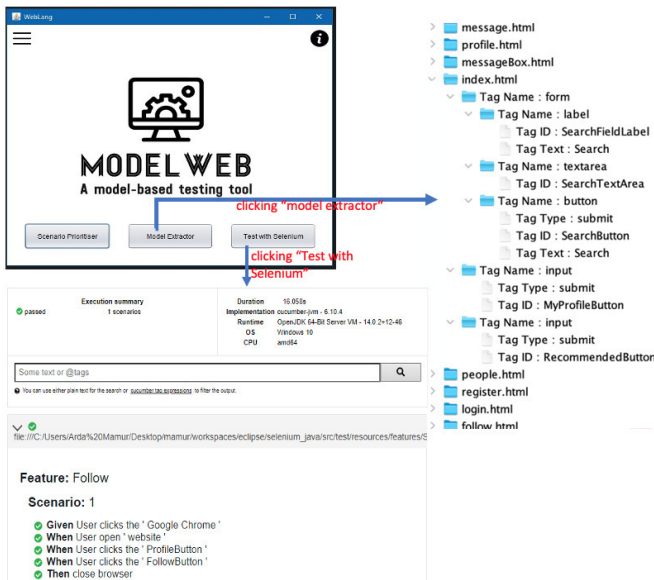 WebLang
MODEL WEB
A model-based testing tool
Scenario Prioritiser
Model Extractor
Test with Selenium
clicking "model extractor"
clicking "Test with
Selenium"
message.html
profile.html
messageBox.html
index.html
Tag Name : form
Tag Name : label
Tag ID : SearchFieldLabel
Tag Text : Search
Tag Name : textarea
Tag ID : SearchTextArea
Tag Name : button
Tag Type : submit
Tag ID : SearchButton
Tag Text : Search
Tag Name : input
Tag Type : submit
Tag ID : MyProfileButton
Tag Name : input
Tag Type : submit
Tag ID : RecommendedButton
people.html
register.html
login.html
follow.html
Execution summary
passed 1 scenarios
Duration 16.058s
Implementation cucumber-jvm - 6.10.4
Runtime OpenJDK 64-Bit Server VM - 14.0.2+12-46
OS Windows 10
CPU amd64
Some text or @tags
You can use either plain text for the search or cucumber tag expressions to filter the output.
file:///C:/Users/Arda%20Mamur/Desktop/mamur/workspaces/eclipse/selenium_java/src/test/resources/features/S
Feature: Follow
Scenario: 1
Given User clicks the ' Google Chrome '
When User open ' website '
When User clicks the ' ProfileButton '
When User clicks the ' FollowButton '
Then close browser